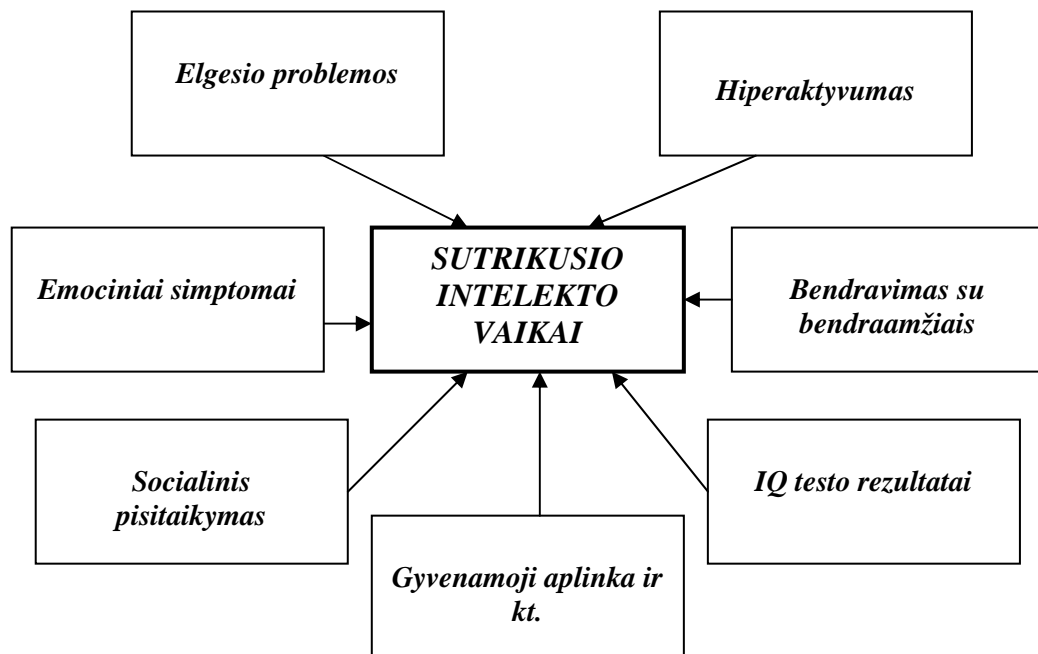 Elgesio problemos
Hiperaktyvumas
Emociniai simptomai
SUTRIKUSIO
INTELEKTO
VAIKAI
Bendravimas su
bendraamžiais
Socialinis
pisitaikymas
IQ testo rezultatai
Gyvenamoji aplinka ir
kt.